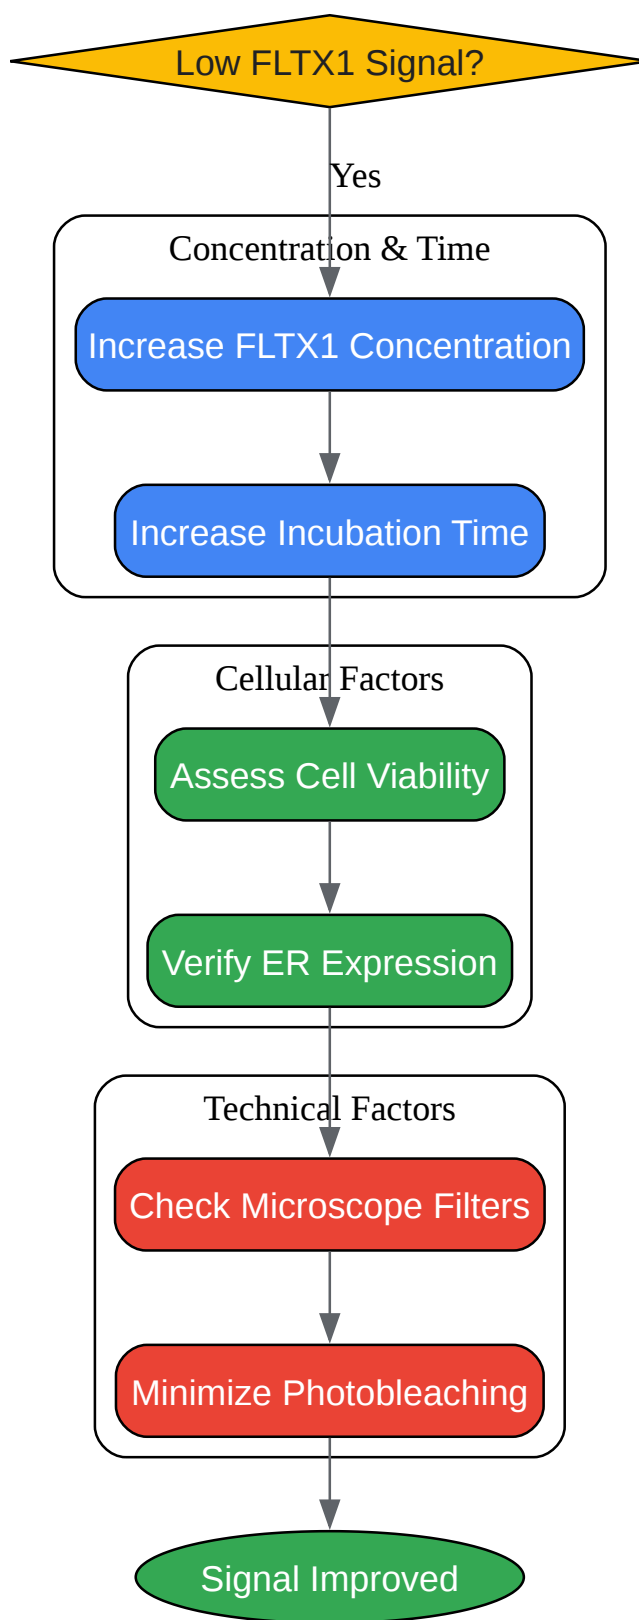 Low FLTX1 Signal?
Yes
Concentration & Time
Increase FLTX1 Concentration
Increase Incubation Time
Cellular Factors
Assess Cell Viability
Verify ER Expression
Technical Factors
Check Microscope Filters
Minimize Photobleaching
Signal Improved